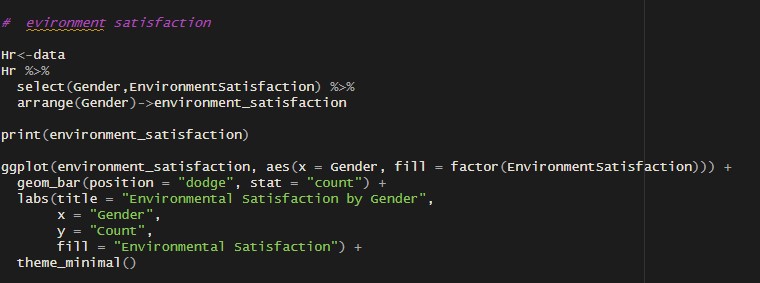 # evironment satisfaction
Hr<-data
Hr %>%
select(Gender,EnvironmentSatisfaction) %>%
arrange(Gender)->environment_satisfaction
print(environment_satisfaction)
ggplot(environment_satisfaction, aes(x = Gender, fill = factor(EnvironmentSatisfaction))) +
geom_bar(position = "dodge", stat = "count") +
labs(title = "Environmental Satisfaction by Gender",
x = "Gender",
y = "Count",
fill = "Environmental Satisfaction") +
theme_minimal()